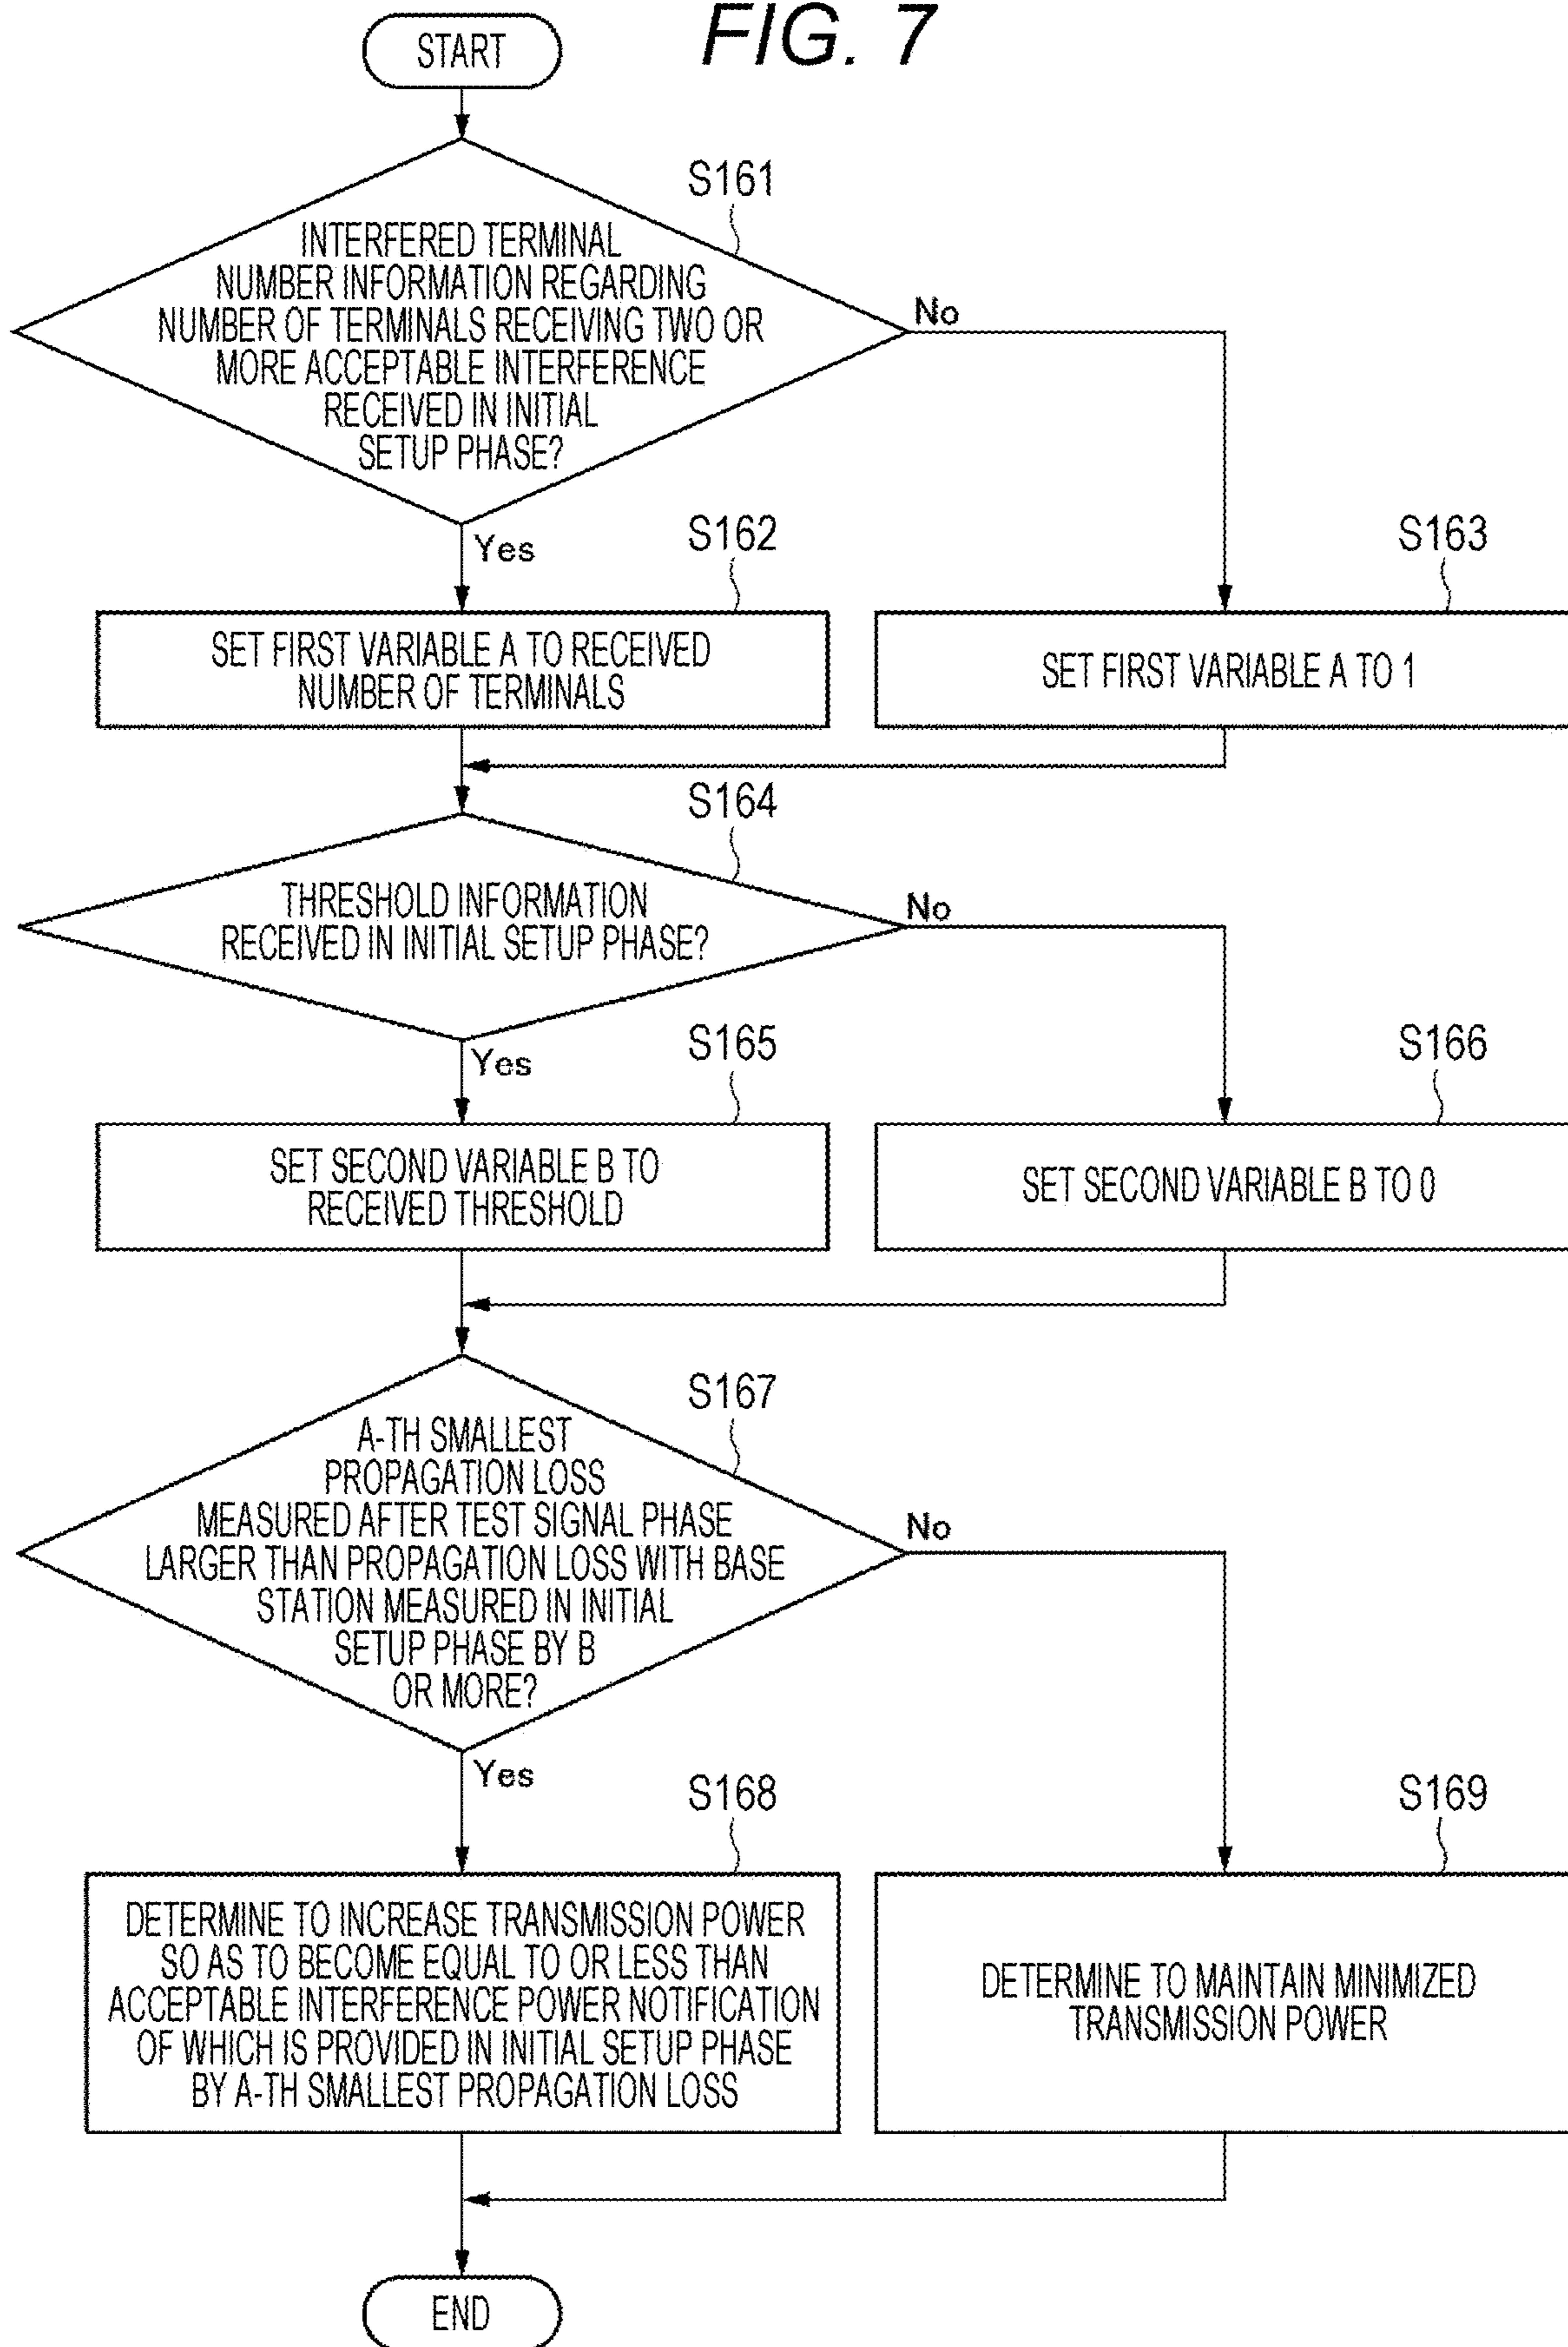 FIG. 7
START
S161
INTERFERED TERMINAL
NUMBER INFORMATION REGARDING
NUMBER OF TERMINALS RECEIVING TWO OR
MORE ACCEPTABLE INTERFERENCE
RECEIVED IN INITIAL
SETUP PHASE?
No
Yes
S162
SET FIRST VARIABLE A TO RECEIVED
NUMBER OF TERMINALS
S163
SET FIRST VARIABLE A TO 1
S164
THRESHOLD INFORMATION
RECEIVED IN INITIAL SETUP PHASE?
No
Yes
S165
SET SECOND VARIABLE B TO
RECEIVED THRESHOLD
S166
SET SECOND VARIABLE B TO 0
S167
A-TH SMALLEST
PROPAGATION LOSS
MEASURED AFTER TEST SIGNAL PHASE
LARGER THAN PROPAGATION LOSS WITH BASE
STATION MEASURED IN INITIAL
SETUP PHASE BY B
OR MORE?
No
Yes
S168
DETERMINE TO INCREASE TRANSMISSION POWER
SO AS TO BECOME EQUAL TO OR LESS THAN
ACCEPTABLE INTERFERENCE POWER NOTIFICATION
OF WHICH IS PROVIDED IN INITIAL SETUP PHASE
BY A-TH SMALLEST PROPAGATION LOSS
S169
DETERMINE TO MAINTAIN MINIMIZED
TRANSMISSION POWER
END